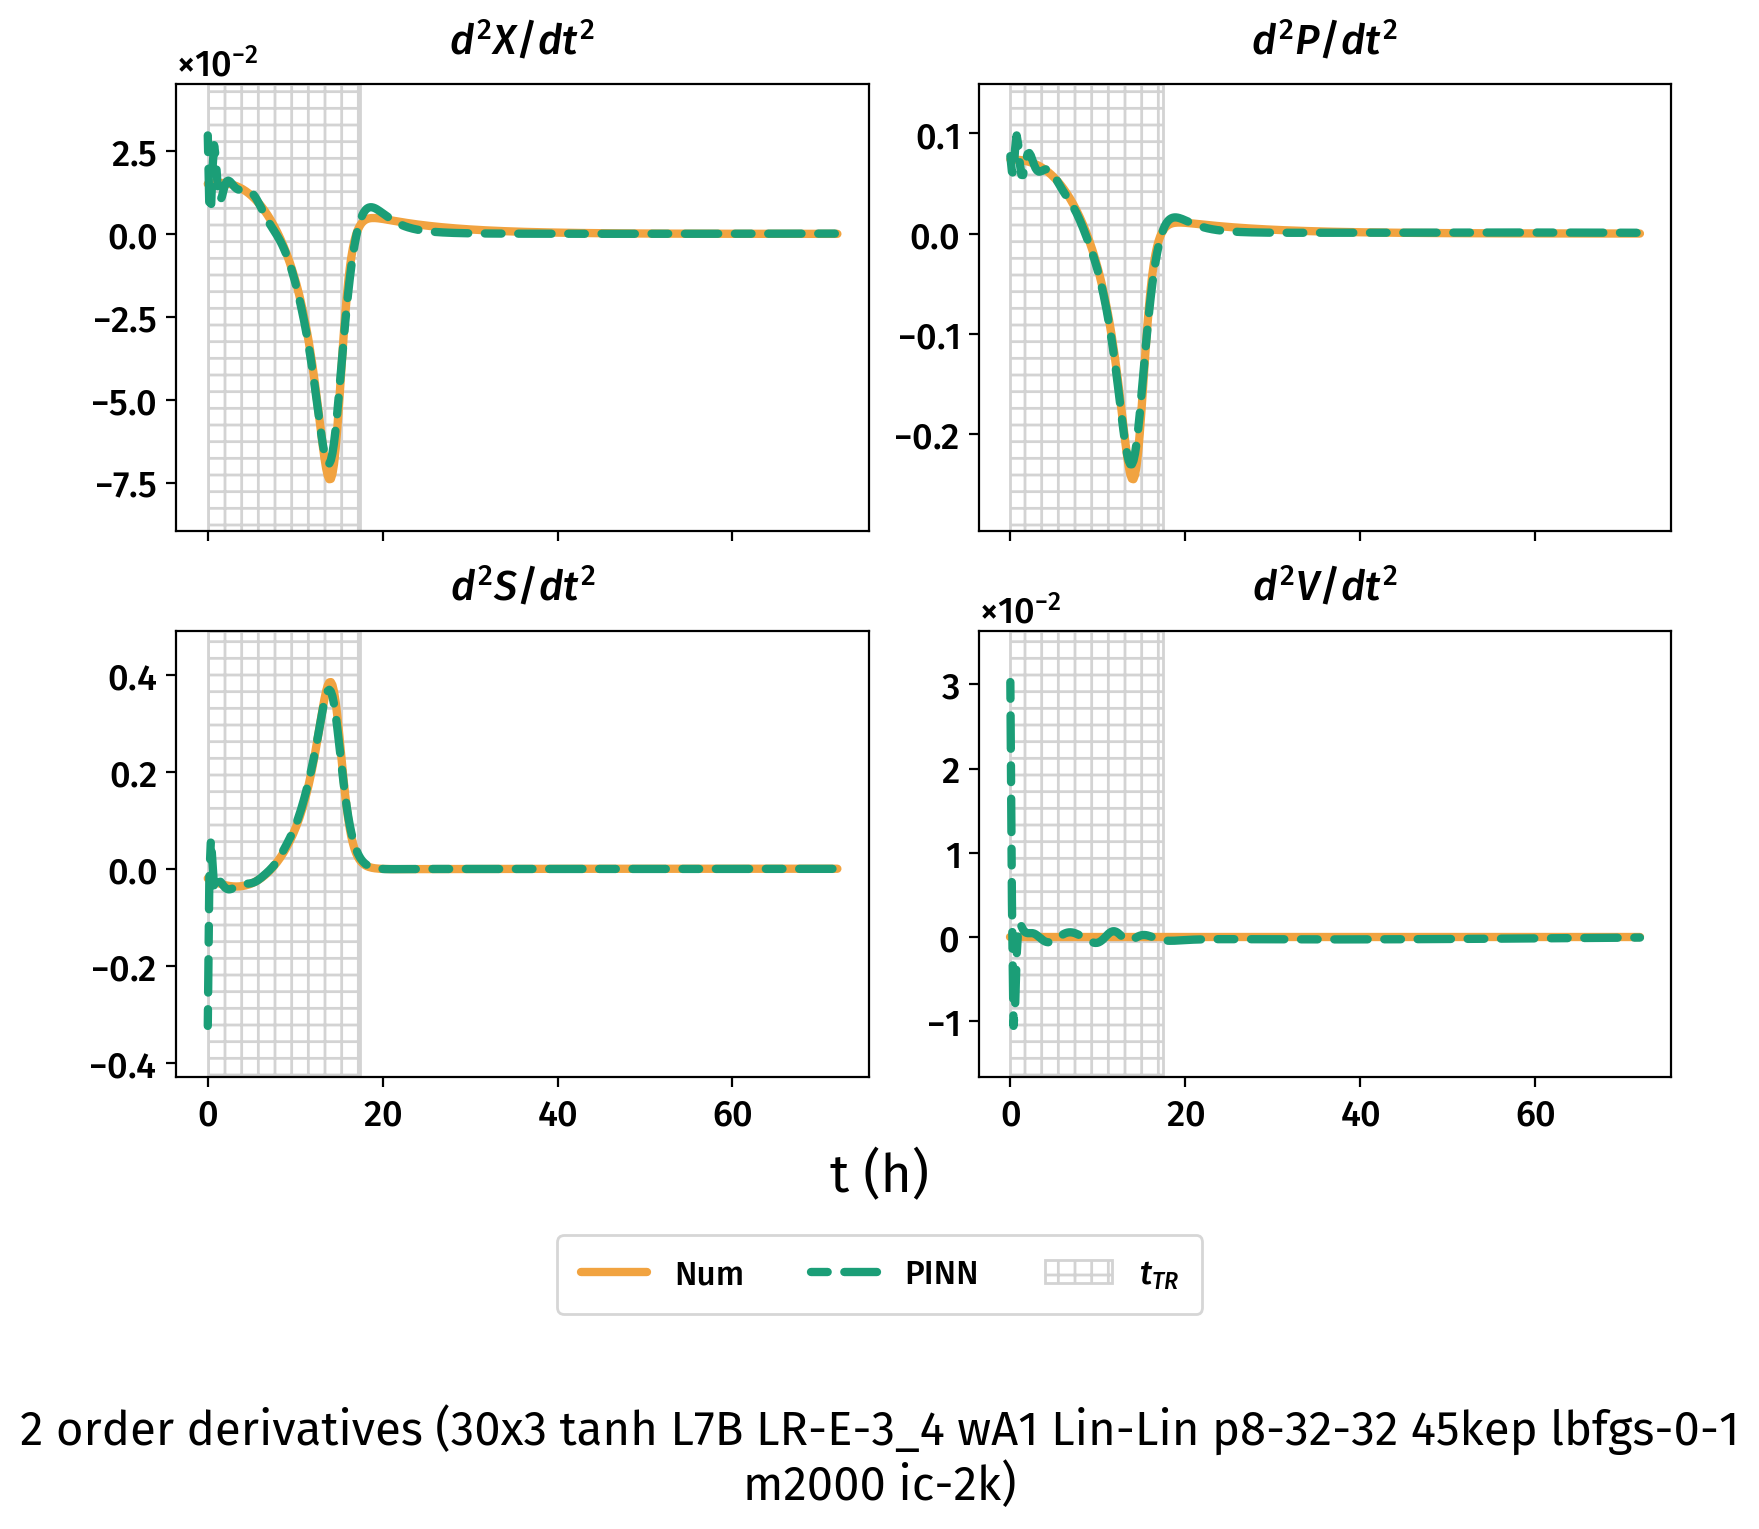 d²X/dt²
×10⁻²
2.5
0.0
−2.5
−5.0
−7.5
d²P/dt²
0.1
0.0
−0.1
−0.2
d²S/dt²
0.4
0.2
0.0
−0.2
−0.4
0 20 40 60
d²V/dt²
×10⁻²
3
2
1
0
−1
0 20 40 60
t (h)
Num PINN t_TR
2 order derivatives (30x3 tanh L7B LR-E-3_4 wA1 Lin-Lin p8-32-32 45kep lbfgs-0-1
m2000 ic-2k)